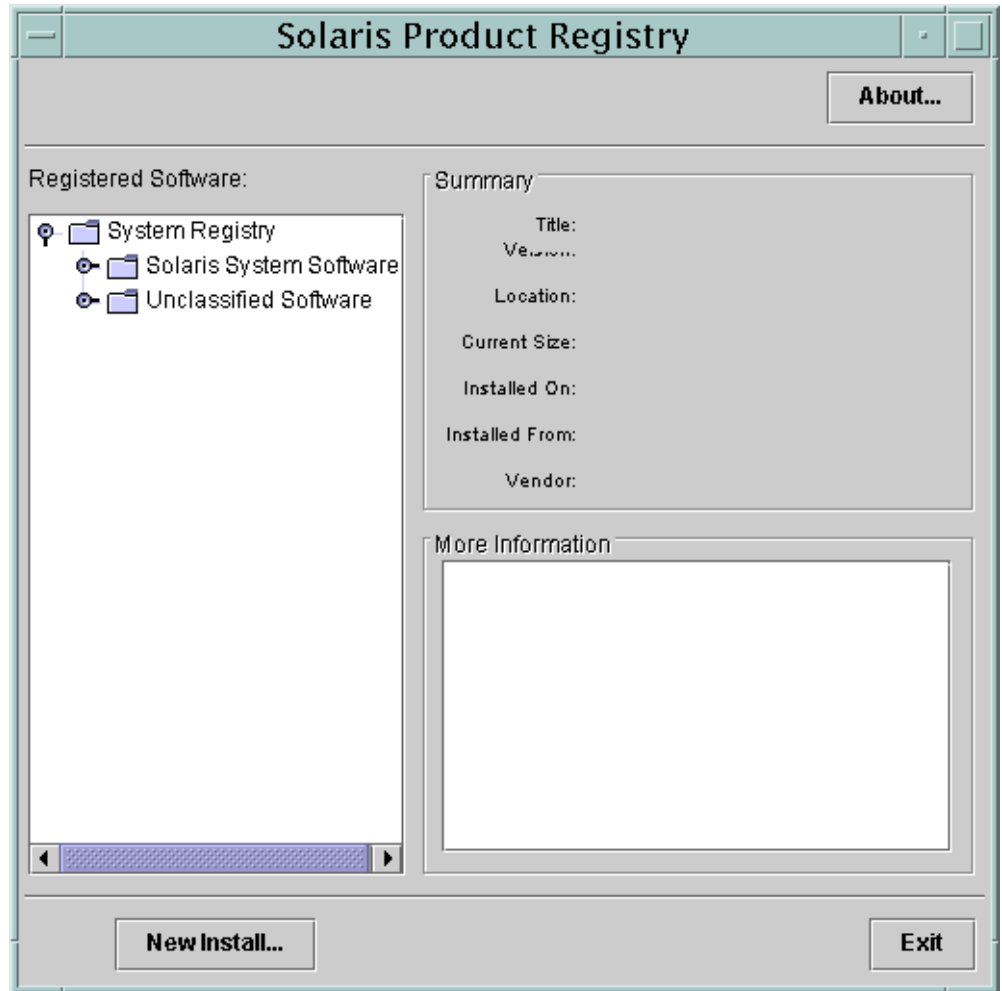 Solaris Product Registry
About...
Registered Software:
System Registry
Solaris System Software
Unclassified Software
Summary
Title:
Location:
Current Size:
Installed On:
Installed From:
Vendor:
More Information
New Install...
Exit